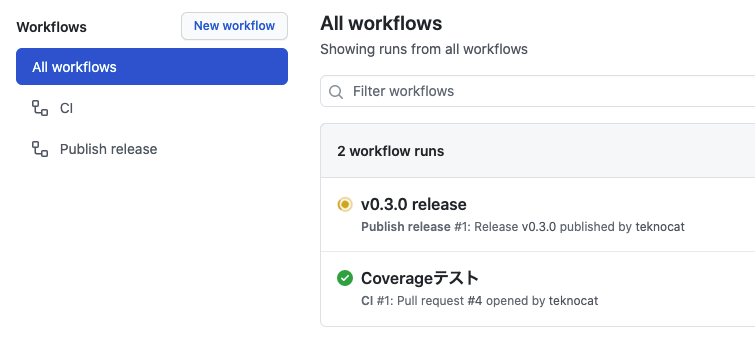 Workflows
New workflow
All workflows
CI
Publish release
All workflows
Showing runs from all workflows
Filter workflows
2 workflow runs
v0.3.0 release
Publish release #1: Release v0.3.0 published by teknocat
Coverageテスト
CI #1: Pull request #4 opened by teknocat